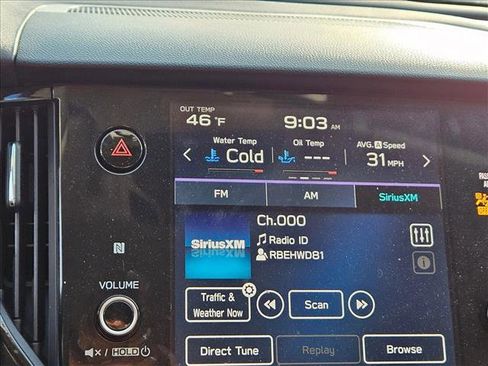 OUT TEMP
46 °F
9:03 AM
Water Temp
Cold
Oil Temp
---
AVG. A Speed
31 MPH
FM
AM
SiriusXM
Ch.000
Radio ID
RBEHWD81
SiriusXM
Traffic &
Weather Now
Scan
Direct Tune
Replay
Browse
VOLUME
/ HOLD